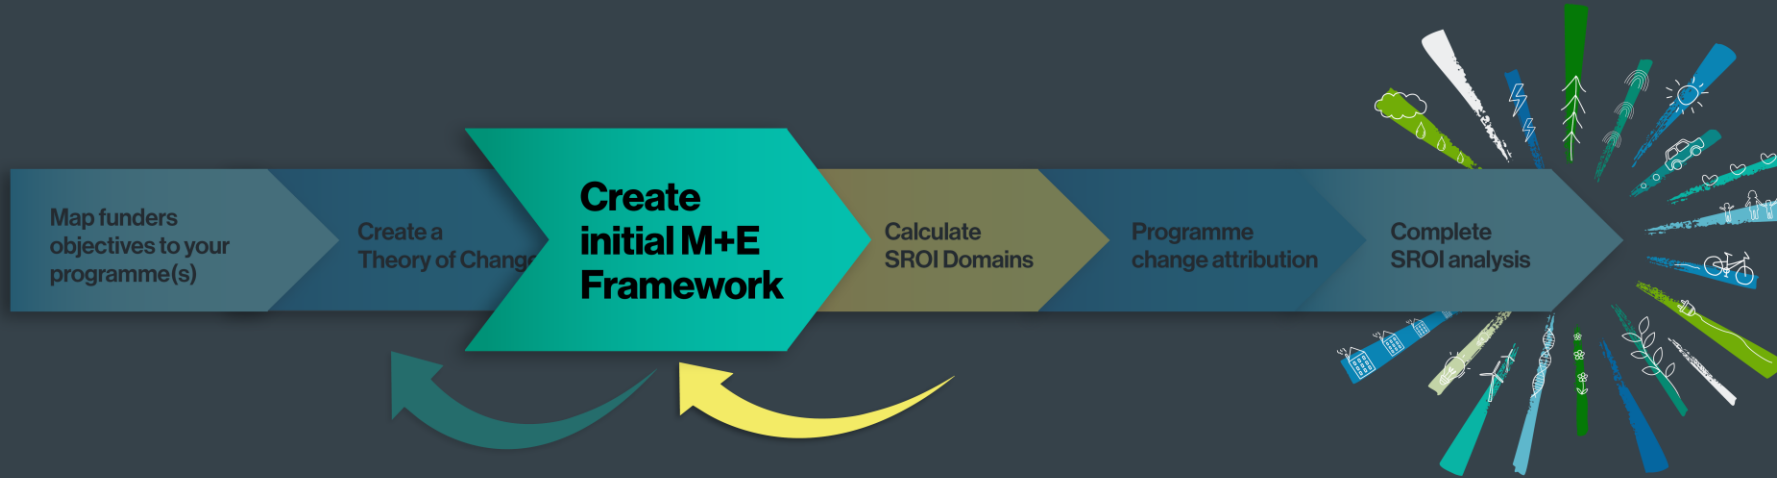 Map funders
objectives to your
programme(s)
Create a
Theory of Change
Create
initial M+E
Framework
Calculate
SROI Domains
Programme
change attribution
Complete
SROI analysis